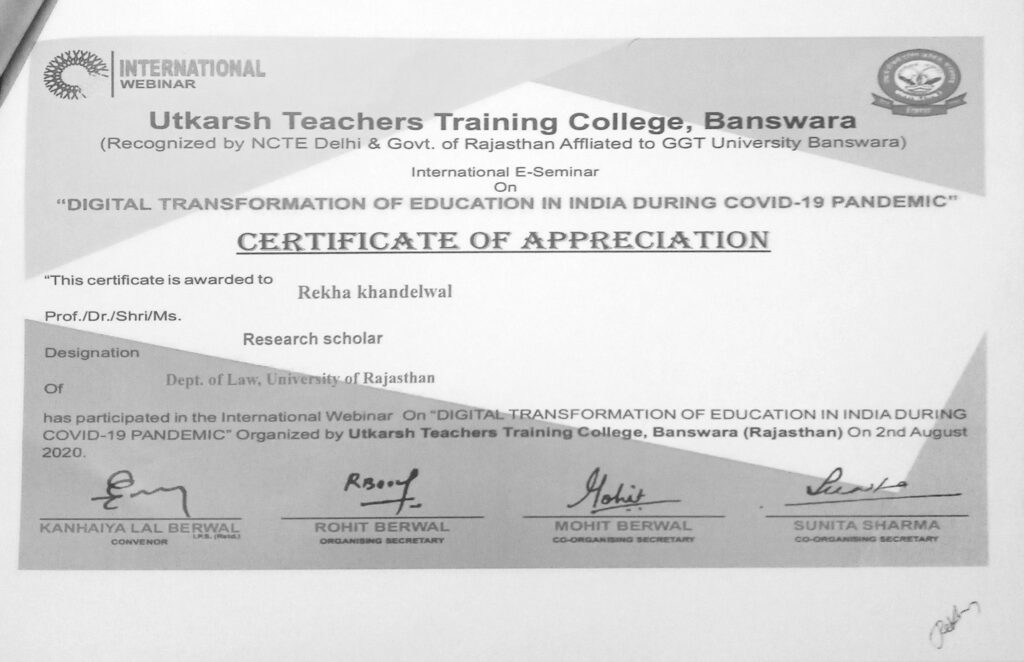 INTERNATIONAL
WEBINAR
Utkarsh Teachers Training College, Banswara
(Recognized by NCTE Delhi & Govt. of Rajasthan Affliated to GGT University Banswara)
International E-Seminar
On
“DIGITAL TRANSFORMATION OF EDUCATION IN INDIA DURING COVID-19 PANDEMIC”
CERTIFICATE OF APPRECIATION
“This certificate is awarded to
Rekha khandelwal
Prof./Dr./Shri/Ms.
Research scholar
Designation
Dept. of Law, University of Rajasthan
Of
has participated in the International Webinar On “DIGITAL TRANSFORMATION OF EDUCATION IN INDIA DURING
COVID-19 PANDEMIC” Organized by Utkarsh Teachers Training College, Banswara (Rajasthan) On 2nd August
2020.
Mohit
KANHAIYA LAL BERWAL ROHIT BERWAL MOHIT BERWAL SUNITA SHARMA
I.P.S. (Retd.)
CONVENOR ORGANISING SECRETARY CO-ORGANISING SECRETARY CO-ORGANISING SECRETARY